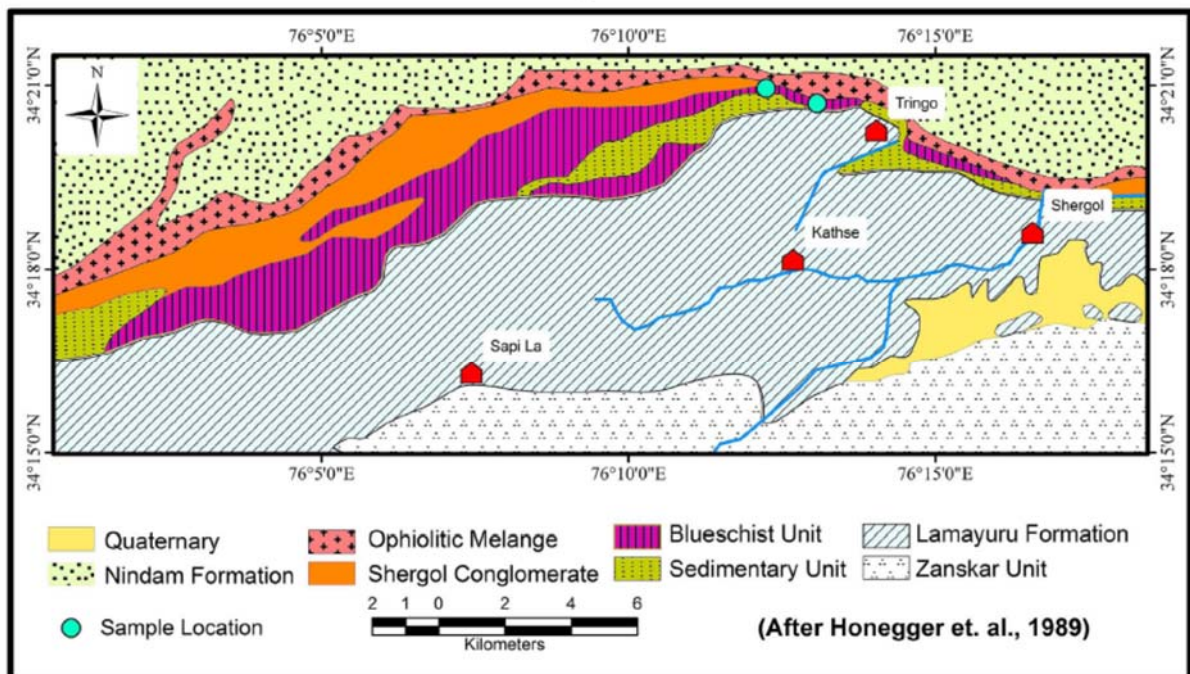 76°5'0"E 76°10'0"E 76°15'0"E
34°21'0"N 34°21'0"N
N
Tringo
Shergol
Kathse
34°18'0"N 34°18'0"N
Sapi La
34°15'0"N 34°15'0"N
76°5'0"E 76°10'0"E 76°15'0"E
Quaternary Ophiolitic Melange Blueschist Unit Lamayuru Formation
Nindam Formation Shergol Conglomerate Sedimentary Unit Zanskar Unit
Sample Location
2 1 0 2 4 6
Kilometers
(After Honegger et. al., 1989)